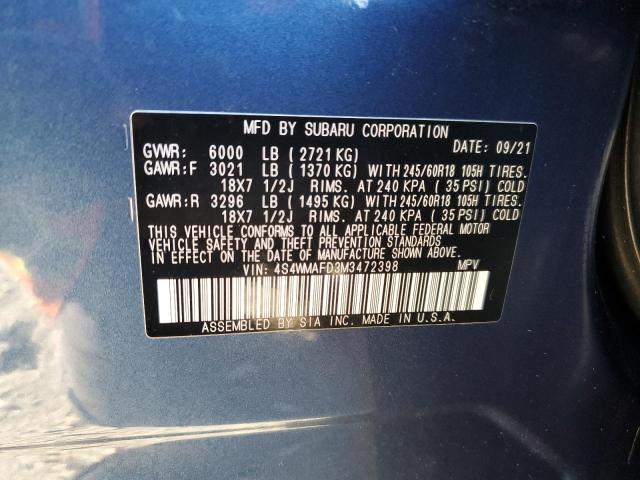 MFD BY SUBARU CORPORATION
GVWR: 6000 LB ( 2721 KG) DATE: 09/21
GAWR:F 3021 LB ( 1370 KG) WITH 245/60R18 105H TIRES.
18X7 1/2J RIMS. AT 240 KPA ( 35 PSI) COLD
GAWR:R 3296 LB ( 1495 KG) WITH 245/60R18 105H TIRES.
18X7 1/2J RIMS. AT 240 KPA ( 35 PSI) COLD
THIS VEHICLE CONFORMS TO ALL APPLICABLE FEDERAL MOTOR
VEHICLE SAFETY AND THEFT PREVENTION STANDARDS
IN EFFECT ON THE DATE OF MANUFACTURE SHOWN ABOVE.
VIN: 4S4WMAFD3M3472398 MPV
ASSEMBLED BY SIA INC. MADE IN U.S.A.